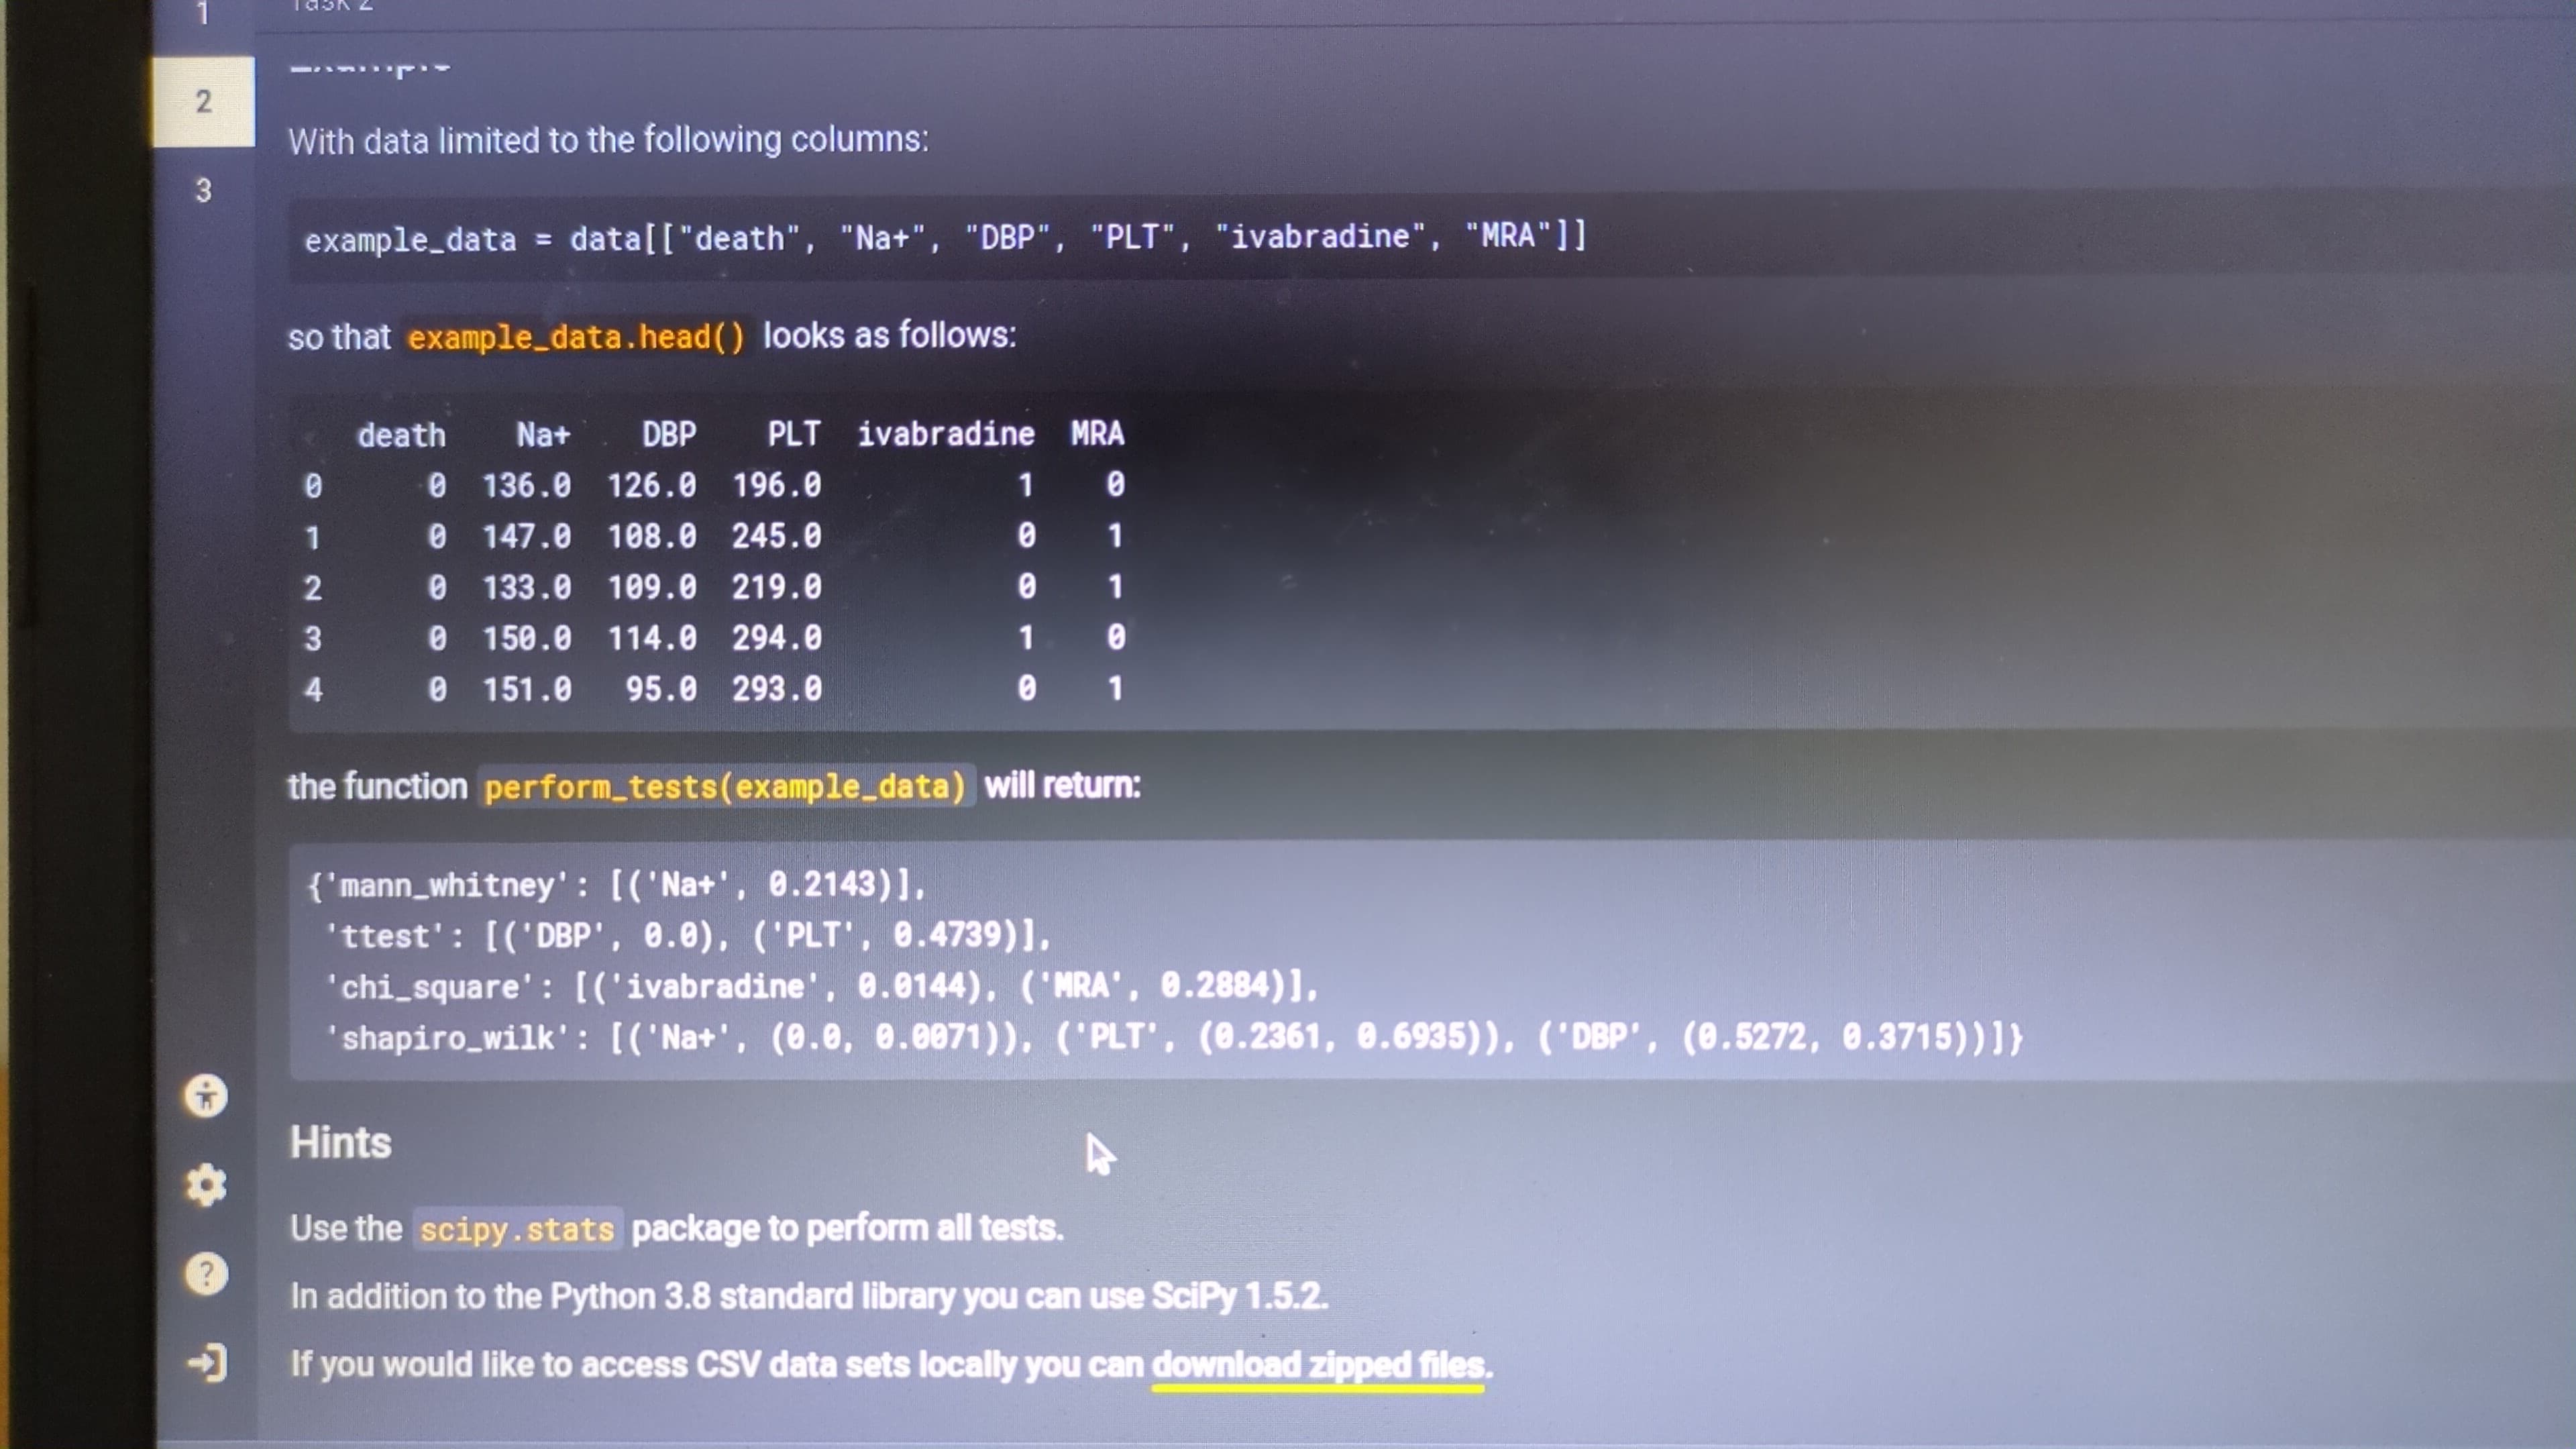 1
Task 2
2
3
With data limited to the following columns:
example_data = data[["death", "Na+", "DBP", "PLT", "ivabradine", "MRA"]]
so that example_data.head() looks as follows:
death Na+ DBP PLT ivabradine MRA
0 0 136.0 126.0 196.0 1 0
1 0 147.0 108.0 245.0 0 1
2 0 133.0 109.0 219.0 0 1
3 0 150.0 114.0 294.0 1 0
4 0 151.0 95.0 293.0 0 1
the function perform_tests(example_data) will return:
{'mann_whitney': [('Na+', 0.2143)],
'ttest': [('DBP', 0.0), ('PLT', 0.4739)],
'chi_square': [('ivabradine', 0.0144), ('MRA', 0.2884)],
'shapiro_wilk': [('Na+', (0.0, 0.0071)), ('PLT', (0.2361, 0.6935)), ('DBP', (0.5272, 0.3715))]}
Hints
Use the scipy.stats package to perform all tests.
In addition to the Python 3.8 standard library you can use SciPy 1.5.2.
If you would like to access CSV data sets locally you can download zipped files.